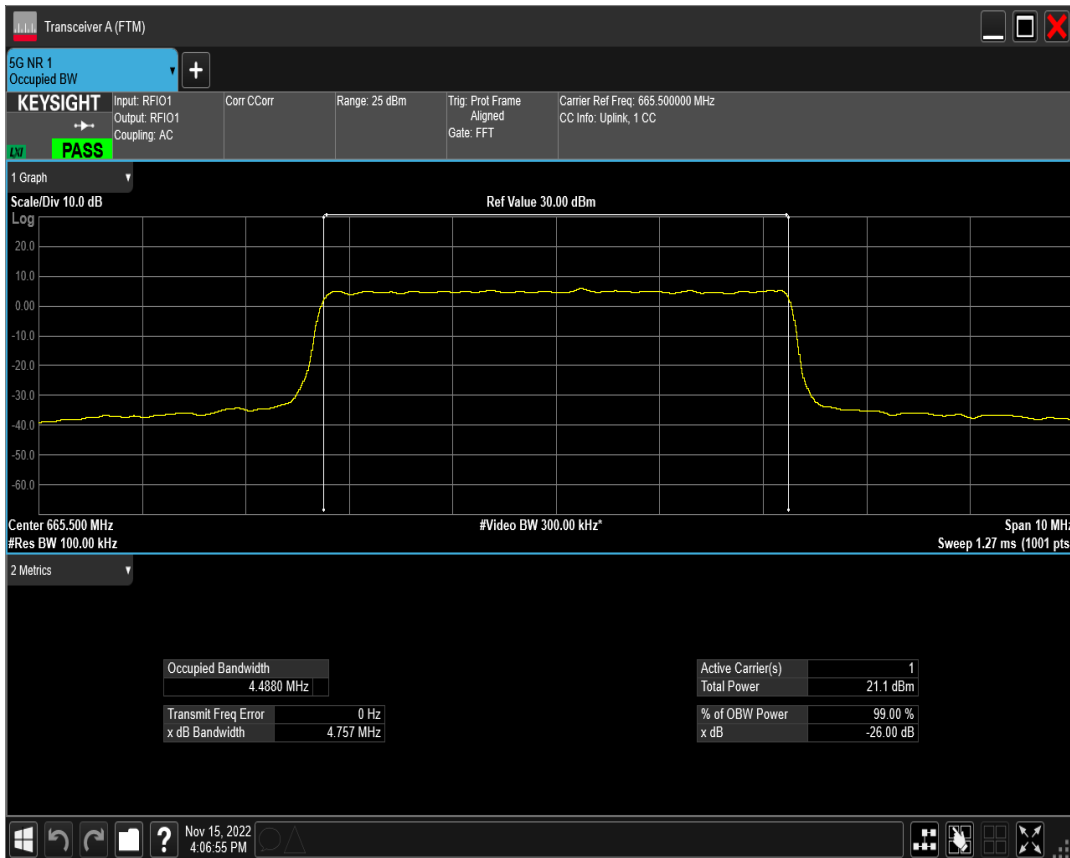 Transceiver A (FTM)
5G NR 1
Occupied BW
+
KEYSIGHT
LXI
PASS
Input: RFIO1
Output: RFIO1
Coupling: AC
Corr CCorr
Range: 25 dBm
Trig: Prot Frame
Aligned
Gate: FFT
Carrier Ref Freq: 665.500000 MHz
CC Info: Uplink, 1 CC
1 Graph
Scale/Div 10.0 dB
Ref Value 30.00 dBm
Log
20.0
10.0
0.00
-10.0
-20.0
-30.0
-40.0
-50.0
-60.0
Center 665.500 MHz
#Video BW 300.00 kHz*
Span 10 MHz
#Res BW 100.00 kHz
Sweep 1.27 ms (1001 pts
2 Metrics
Occupied Bandwidth
4.4880 MHz
Transmit Freq Error 0 Hz
x dB Bandwidth 4.757 MHz
Active Carrier(s) 1
Total Power 21.1 dBm
% of OBW Power 99.00 %
x dB -26.00 dB
?
Nov 15, 2022
4:06:55 PM